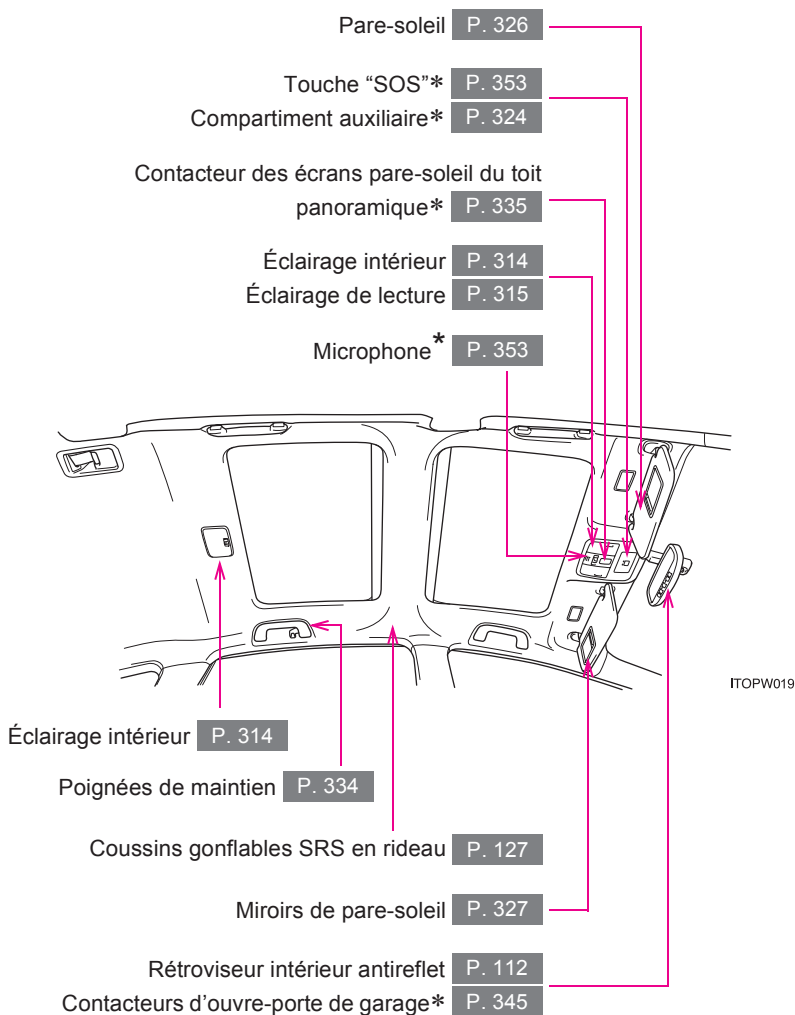 Pare-soleil P. 326
Touche “SOS”* P. 353
Compartiment auxiliaire* P. 324
Contacteur des écrans pare-soleil du toit
panoramique* P. 335
Éclairage intérieur P. 314
Éclairage de lecture P. 315
Microphone* P. 353
ITOPW019
Éclairage intérieur P. 314
Poignées de maintien P. 334
Coussins gonflables SRS en rideau P. 127
Miroirs de pare-soleil P. 327
Rétroviseur intérieur antireflet P. 112
Contacteurs d’ouvre-porte de garage* P. 345